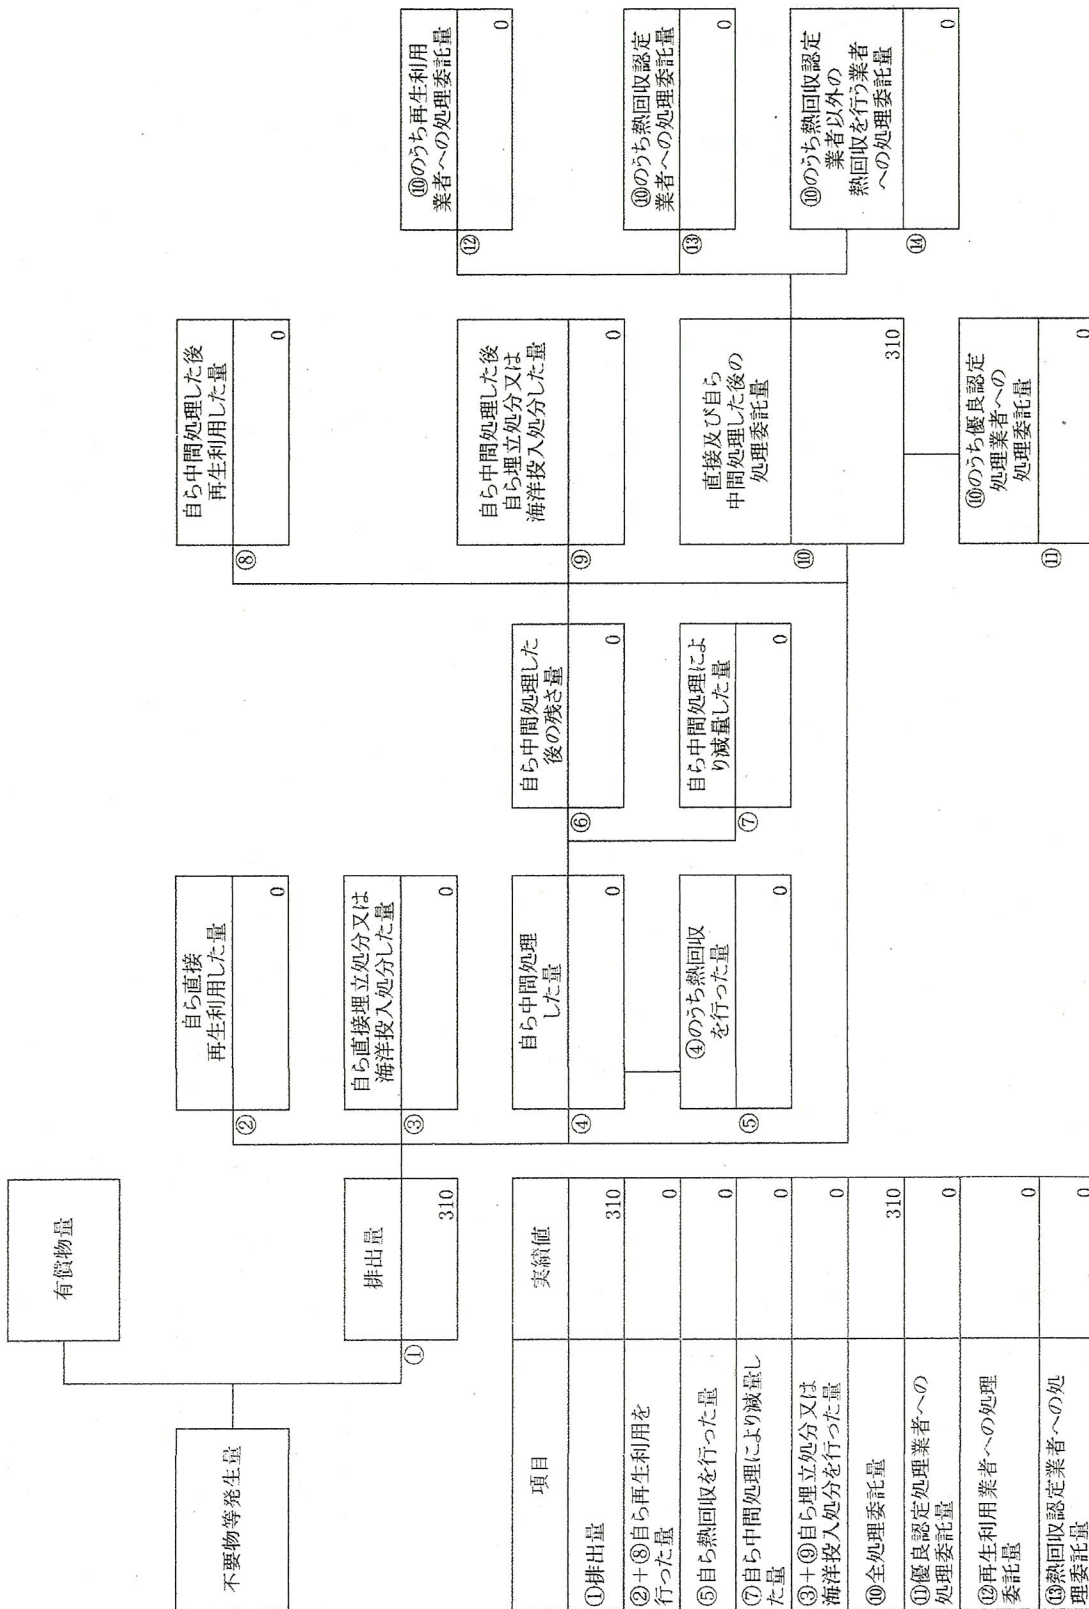 不要物等発生量
有償物量
①
排出量
310
②
自ら直接
再生利用した量
0
③
自ら直接埋立処分又は
海洋投入処分した量
0
④
自ら中間処理
した量
0
⑤
④のうち熱回収
を行った量
0
⑥
自ら中間処理した
後の残さ量
0
⑦
自ら中間処理によ
り減量した量
0
⑧
自ら中間処理した後
再生利用した量
0
⑨
自ら中間処理した後
自ら埋立処分又は
海洋投入処分した量
0
⑩
直接及び自ら
中間処理した後の
処理委託量
310
⑪
⑩のうち優良認定
処理業者への
処理委託量
0
⑫
⑩のうち再生利用
業者への処理委託量
0
⑬
⑩のうち熱回収認定
業者への処理委託量
0
⑭
⑩のうち熱回収認定
業者以外の
熱回収を行う業者
への処理委託量
0
項目 実績値
①排出量 310
②+⑧自ら再生利用を
行った量
0
⑤自ら熱回収を行った量 0
⑦自ら中間処理により減量し
た量
0
③+⑨自ら埋立処分又は
海洋投入処分を行った量
0
⑩全処理委託量 310
⑪優良認定処理業者への
処理委託量
0
⑫再生利用業者への処理
委託量
0
⑬熱回収認定業者への処
理委託量
0